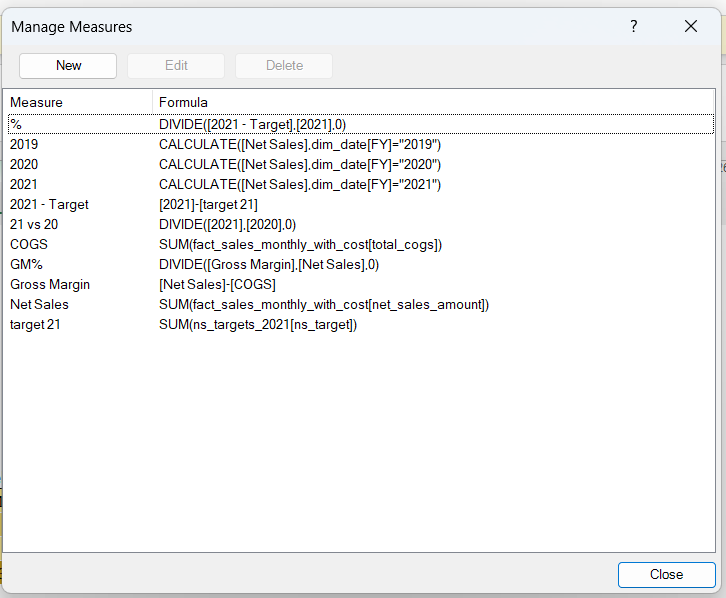 Manage Measures ?
New Edit Delete
Measure Formula
% DIVIDE([2021 - Target],[2021],0)
2019 CALCULATE([Net Sales],dim_date[FY]="2019")
2020 CALCULATE([Net Sales],dim_date[FY]="2020")
2021 CALCULATE([Net Sales],dim_date[FY]="2021")
2021 - Target [2021]-[target 21]
21 vs 20 DIVIDE([2021],[2020],0)
COGS SUM(fact_sales_monthly_with_cost[total_cogs])
GM% DIVIDE([Gross Margin],[Net Sales],0)
Gross Margin [Net Sales]-[COGS]
Net Sales SUM(fact_sales_monthly_with_cost[net_sales_amount])
target 21 SUM(ns_targets_2021[ns_target])
Close